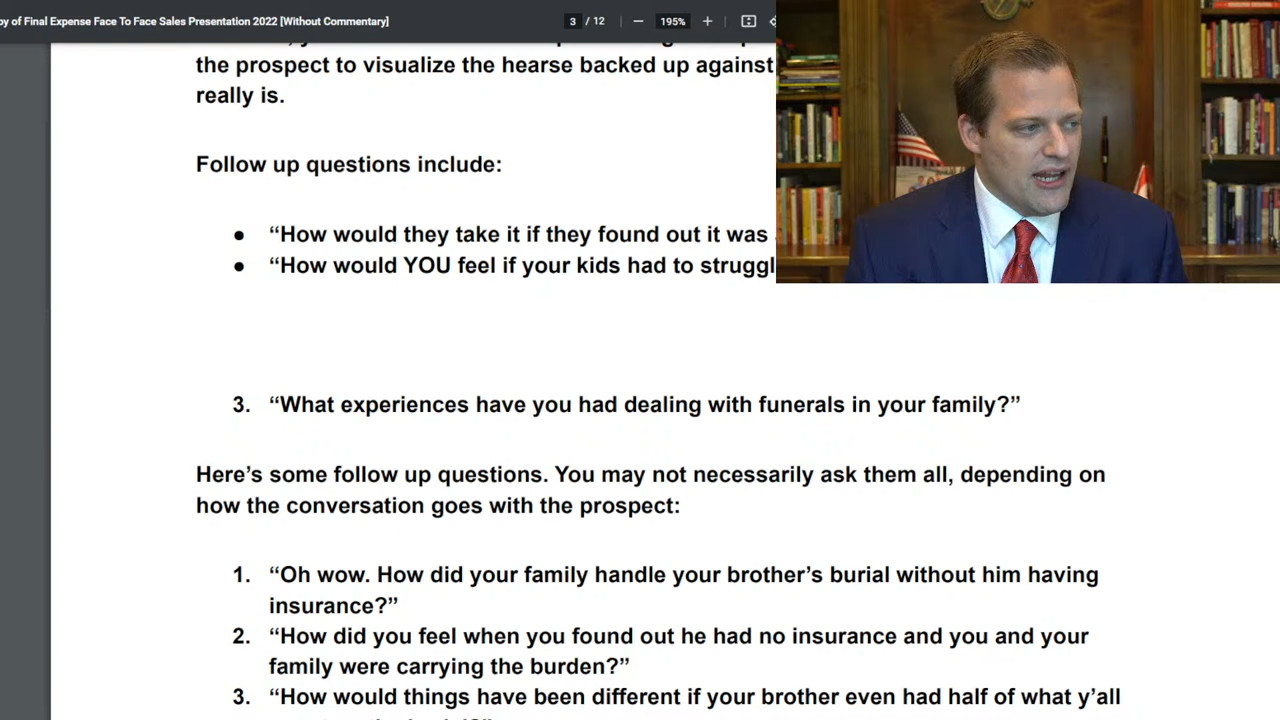 py of Final Expense Face To Face Sales Presentation 2022 [Without Commentary]
3 / 12
195%
the prospect to visualize the hearse backed up against
really is.
Follow up questions include:
● “How would they take it if they found out it was
● “How would YOU feel if your kids had to struggl
3. “What experiences have you had dealing with funerals in your family?”
Here’s some follow up questions. You may not necessarily ask them all, depending on
how the conversation goes with the prospect:
1. “Oh wow. How did your family handle your brother’s burial without him having
insurance?”
2. “How did you feel when you found out he had no insurance and you and your
family were carrying the burden?”
3. “How would things have been different if your brother even had half of what y’all